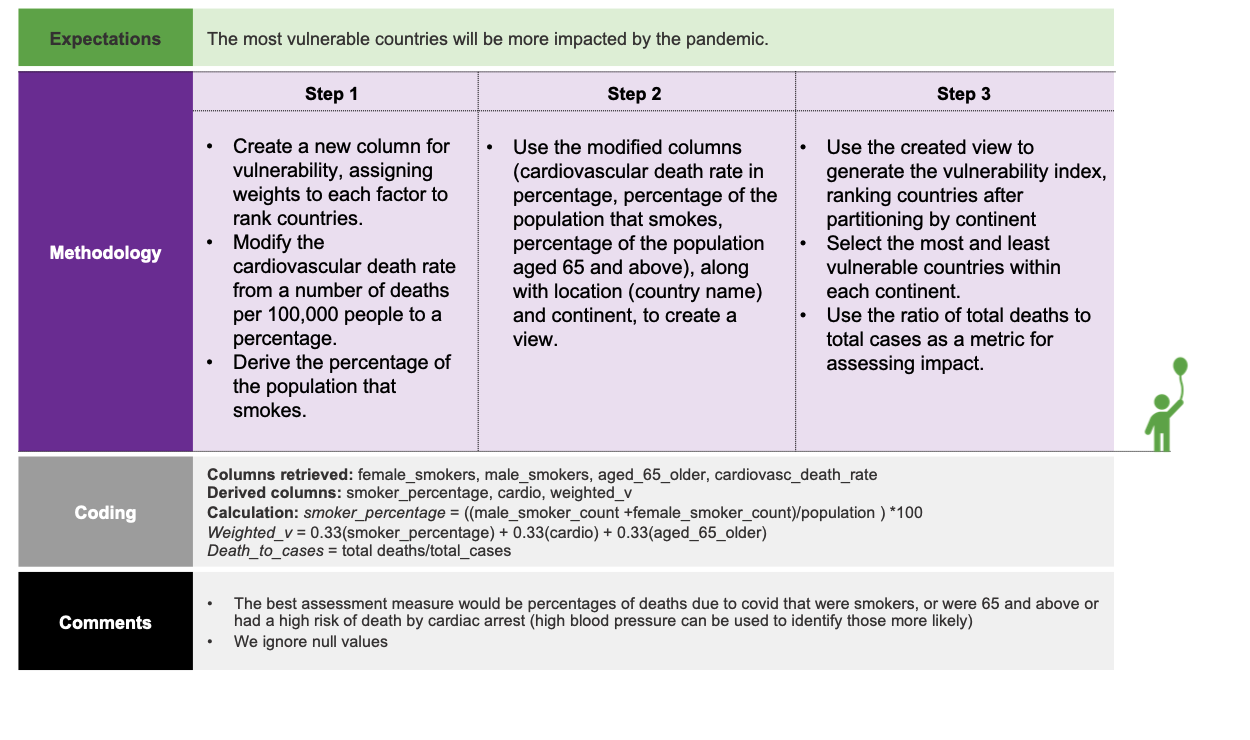 Expectations
The most vulnerable countries will be more impacted by the pandemic.
Methodology
Step 1
• Create a new column for
vulnerability, assigning
weights to each factor to
rank countries.
• Modify the
cardiovascular death rate
from a number of deaths
per 100,000 people to a
percentage.
• Derive the percentage of
the population that
smokes.
Step 2
• Use the modified columns
(cardiovascular death rate in
percentage, percentage of the
population that smokes,
percentage of the population
aged 65 and above), along
with location (country name)
and continent, to create a
view.
Step 3
• Use the created view to
generate the vulnerability index,
ranking countries after
partitioning by continent
• Select the most and least
vulnerable countries within
each continent.
• Use the ratio of total deaths to
total cases as a metric for
assessing impact.
Coding
Columns retrieved: female_smokers, male_smokers, aged_65_older, cardiovasc_death_rate
Derived columns: smoker_percentage, cardio, weighted_v
Calculation: smoker_percentage = ((male_smoker_count +female_smoker_count)/population ) *100
Weighted_v = 0.33(smoker_percentage) + 0.33(cardio) + 0.33(aged_65_older)
Death_to_cases = total deaths/total_cases
Comments
• The best assessment measure would be percentages of deaths due to covid that were smokers, or were 65 and above or
had a high risk of death by cardiac arrest (high blood pressure can be used to identify those more likely)
• We ignore null values